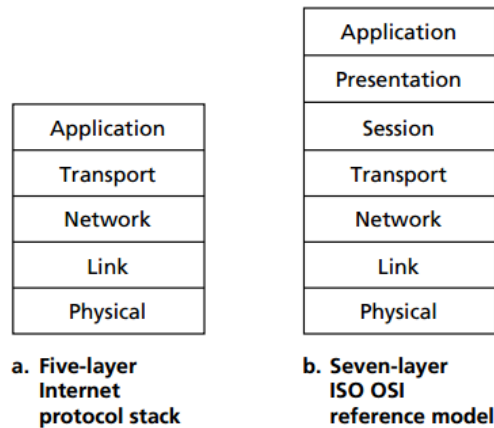 Application
Transport
Network
Link
Physical
a. Five-layer
Internet
protocol stack
Application
Presentation
Session
Transport
Network
Link
Physical
b. Seven-layer
ISO OSI
reference model